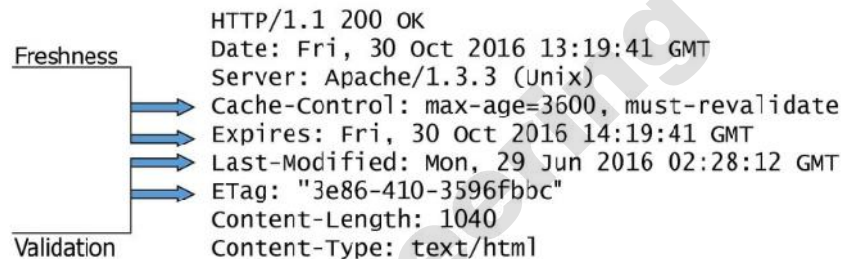 HTTP/1.1 200 OK
Date: Fri, 30 Oct 2016 13:19:41 GMT
Freshness
Server: Apache/1.3.3 (Unix)
Cache-Control: max-age=3600, must-revalidate
Expires: Fri, 30 Oct 2016 14:19:41 GMT
Last-Modified: Mon, 29 Jun 2016 02:28:12 GMT
ETag: "3e86-410-3596fbbc"
Content-Length: 1040
Validation
Content-Type: text/html